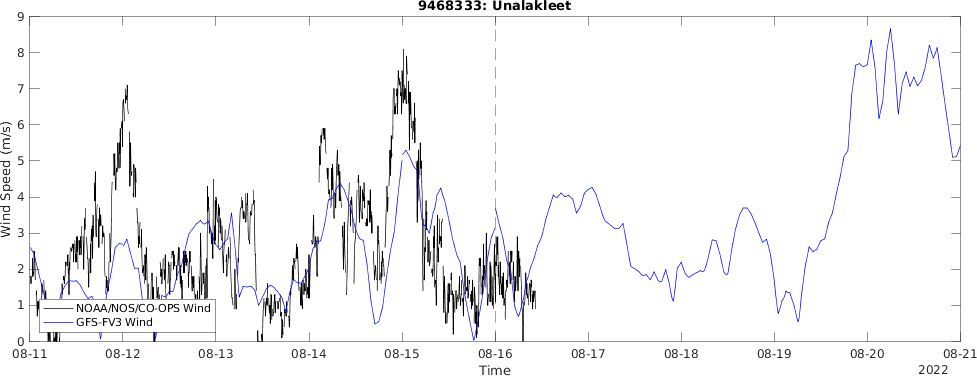 9468333: Unalakleet
Wind Speed (m/s)
9
8
7
6
5
4
3
2
1
0
NOAA/NOS/CO-OPS Wind
GFS-FV3 Wind
08-11 08-12 08-13 08-14 08-15 08-16 08-17 08-18 08-19 08-20 08-21
Time
2022